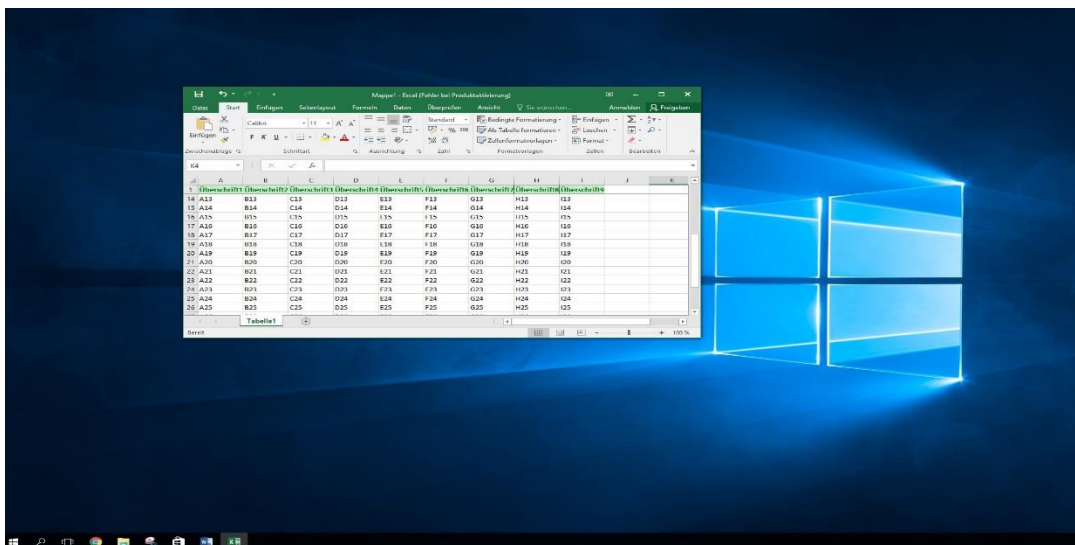 Mappe1 - Excel (Fehler bei Produktaktivierung)
Datei Start Einfügen Seitenlayout Formeln Daten Überprüfen Ansicht Sie wünschen... Anmelden Freigeben
Calibri 11 Standard Bedingte Formatierung Einfügen
Einfügen F K U % 000 Als Tabelle formatieren Löschen
Zellenformatvorlagen Format
Zwischenablage Schriftart Ausrichtung Zahl Formatvorlagen Zellen Bearbeiten
K4 fx
A B C D E F G H I J K
1 Überschrift1 Überschrift2 Überschrift3 Überschrift4 Überschrift5 Überschrift6 Überschrift7 Überschrift8 Überschrift9
14 A13 B13 C13 D13 E13 F13 G13 H13 I13
15 A14 B14 C14 D14 E14 F14 G14 H14 I14
16 A15 B15 C15 D15 E15 F15 G15 H15 I15
17 A16 B16 C16 D16 E16 F16 G16 H16 I16
18 A17 B17 C17 D17 E17 F17 G17 H17 I17
19 A18 B18 C18 D18 E18 F18 G18 H18 I18
20 A19 B19 C19 D19 E19 F19 G19 H19 I19
21 A20 B20 C20 D20 E20 F20 G20 H20 I20
22 A21 B21 C21 D21 E21 F21 G21 H21 I21
23 A22 B22 C22 D22 E22 F22 G22 H22 I22
24 A23 B23 C23 D23 E23 F23 G23 H23 I23
25 A24 B24 C24 D24 E24 F24 G24 H24 I24
26 A25 B25 C25 D25 E25 F25 G25 H25 I25
Tabelle1
Bereit 100 %